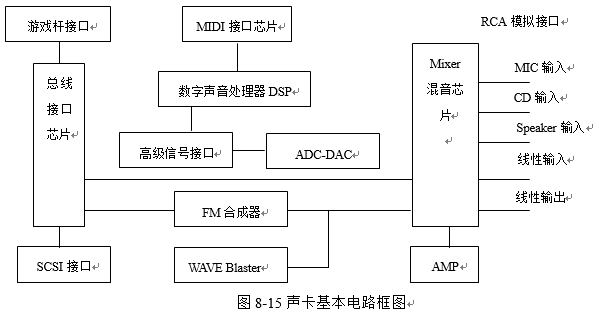 游戏杆接口
MIDI 接口芯片
RCA 模拟接口
总线
接口
芯片
Mixer
混音芯
片
MIC 输入
数字声音处理器 DSP
CD 输入
Speaker 输入
高级信号接口
ADC-DAC
线性输入
线性输出
FM 合成器
SCSI 接口
WAVE Blaster
AMP
图 8-15 声卡基本电路框图